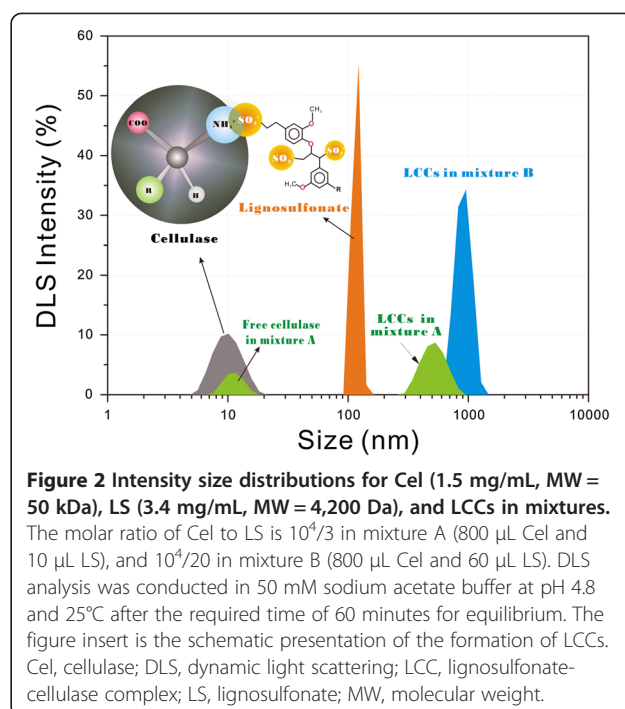 60
50
40
30
20
10
0
DLS Intensity (%)
COO
NH₃
SO₃
CH₃
O
SO₃
SO₃
R
H
H₃C
O
R
Lignosulfonate
Cellulase
Free cellulase
in mixture A
LCCs in mixture B
LCCs in
mixture A
1
10
100
1000
10000
Size (nm)
Figure 2 Intensity size distributions for Cel (1.5 mg/mL, MW =
50 kDa), LS (3.4 mg/mL, MW = 4,200 Da), and LCCs in mixtures.
The molar ratio of Cel to LS is 10⁴/3 in mixture A (800 μL Cel and
10 μL LS), and 10⁴/20 in mixture B (800 μL Cel and 60 μL LS). DLS
analysis was conducted in 50 mM sodium acetate buffer at pH 4.8
and 25°C after the required time of 60 minutes for equilibrium. The
figure insert is the schematic presentation of the formation of LCCs.
Cel, cellulase; DLS, dynamic light scattering; LCC, lignosulfonate-
cellulase complex; LS, lignosulfonate; MW, molecular weight.